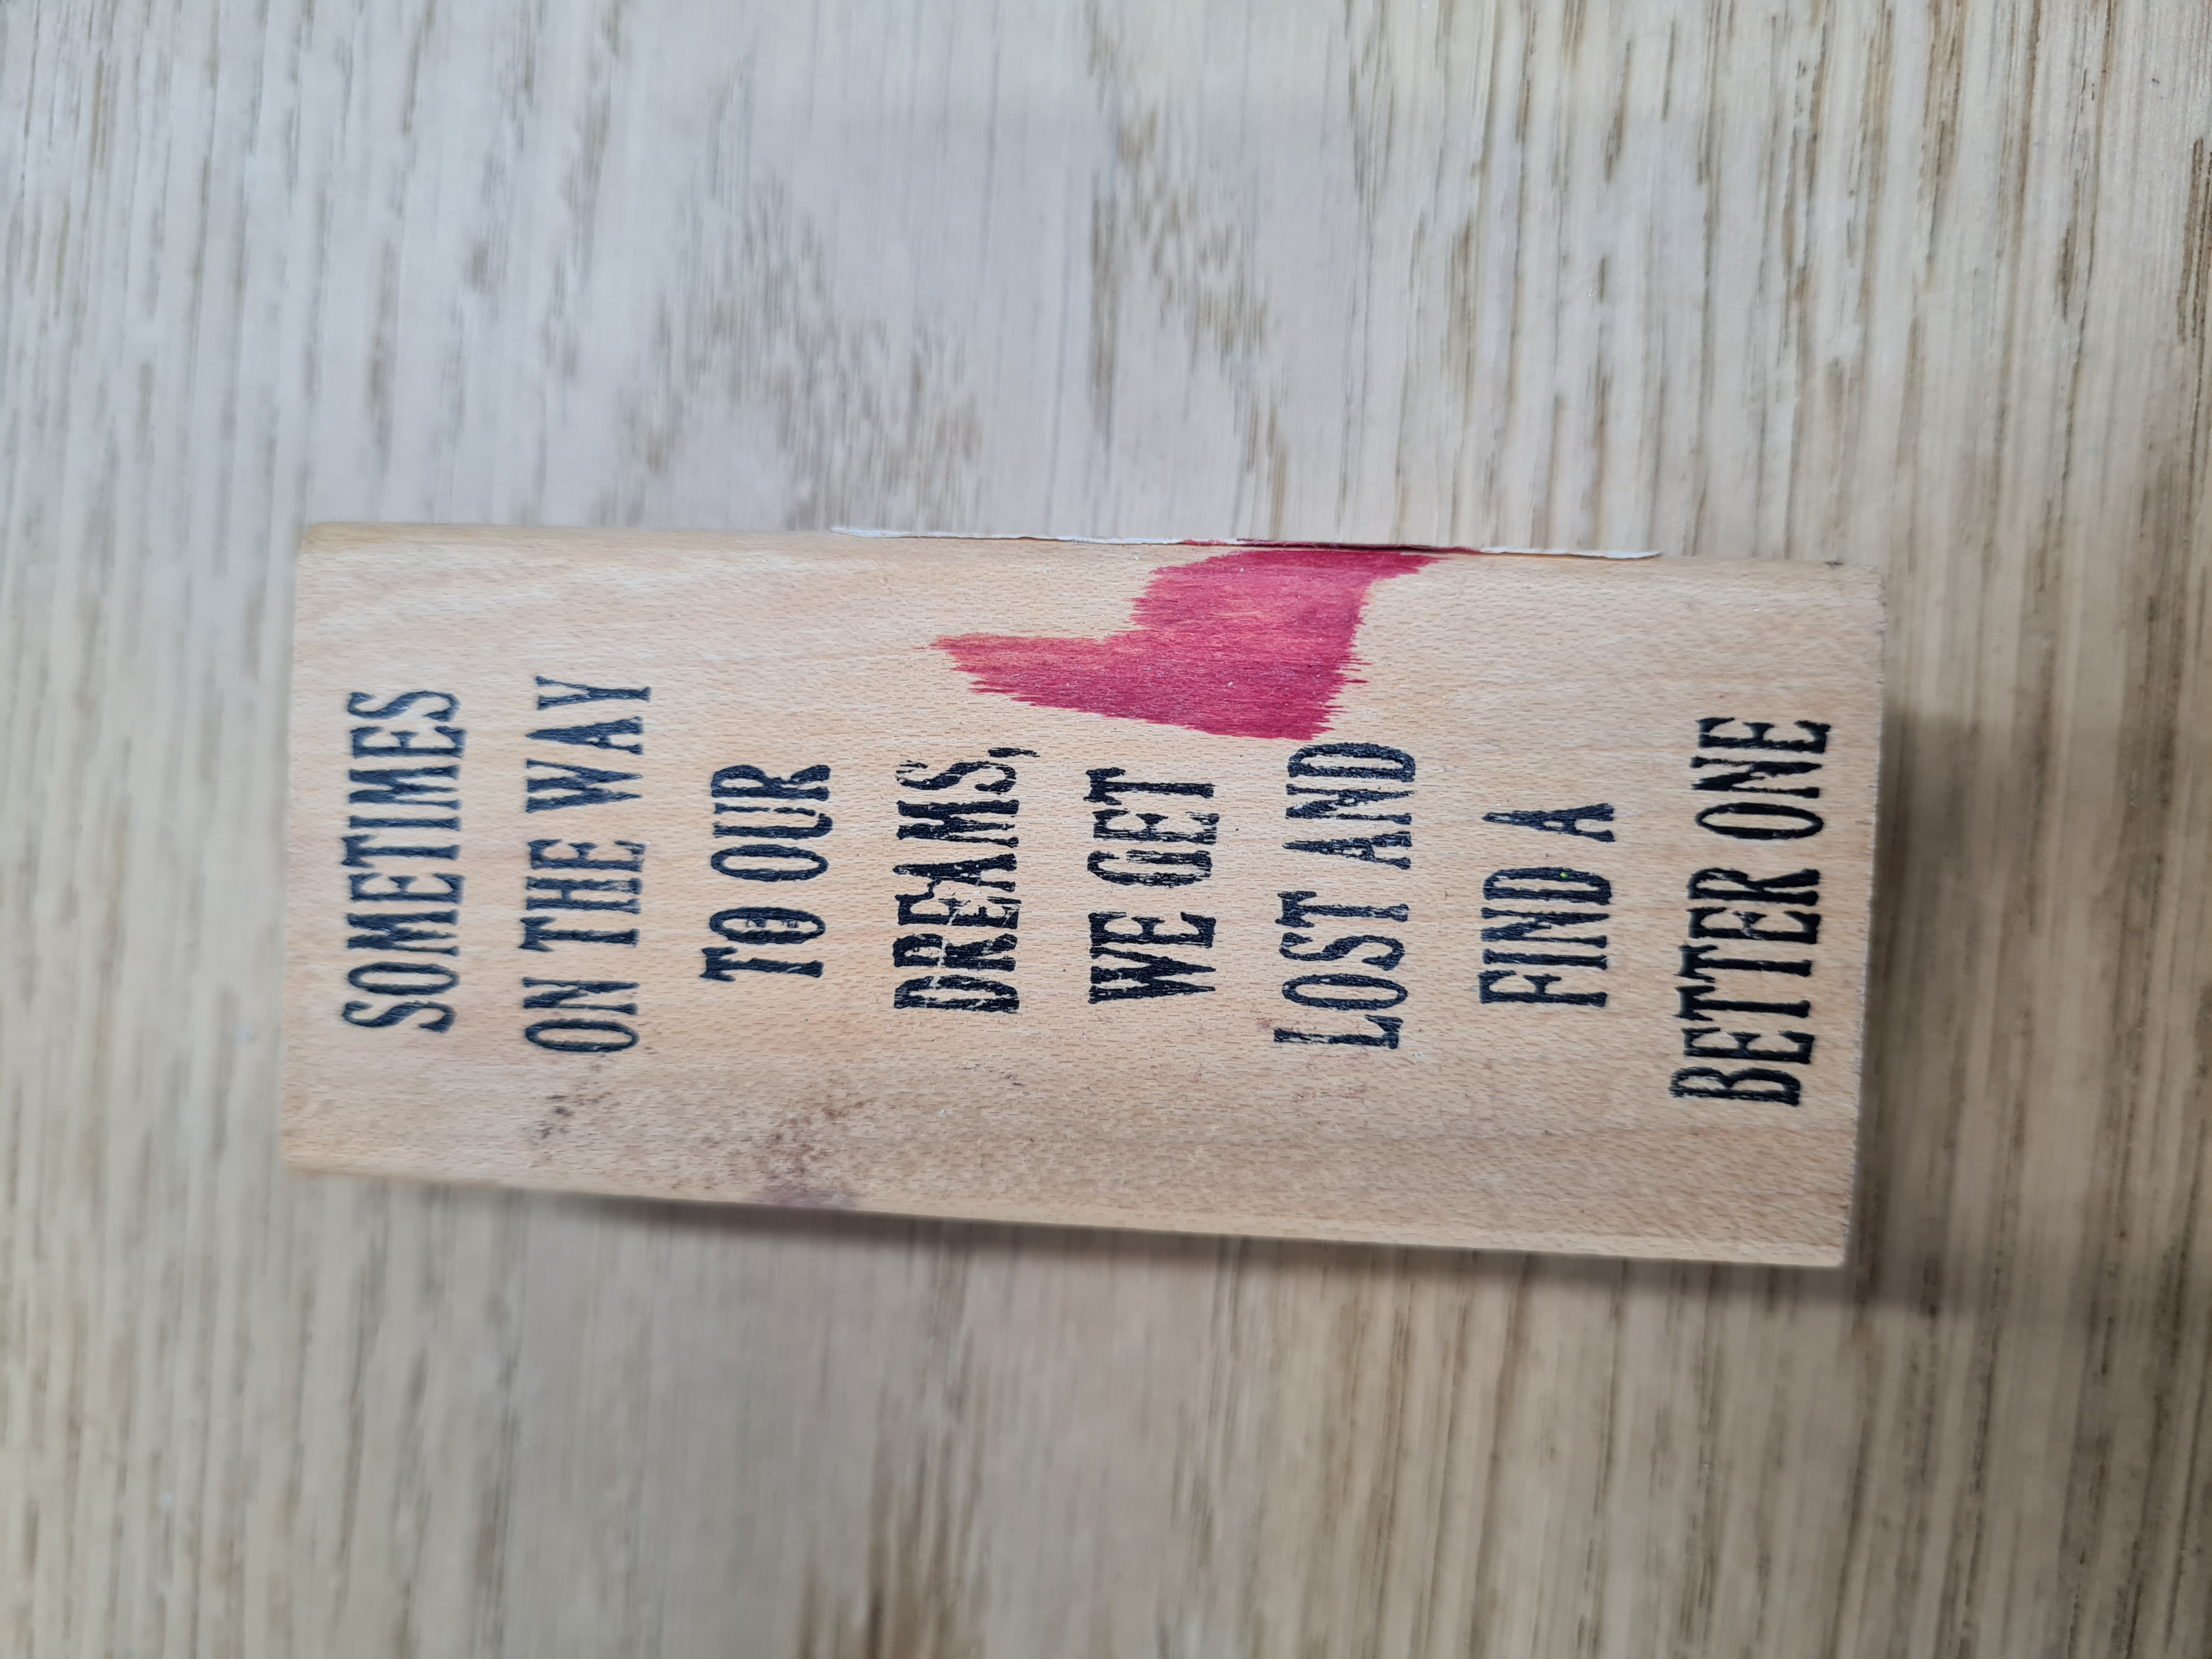 SOMETIMES
ON THE WAY
TO OUR
DREAMS,
WE GET
LOST AND
FIND A
BETTER ONE